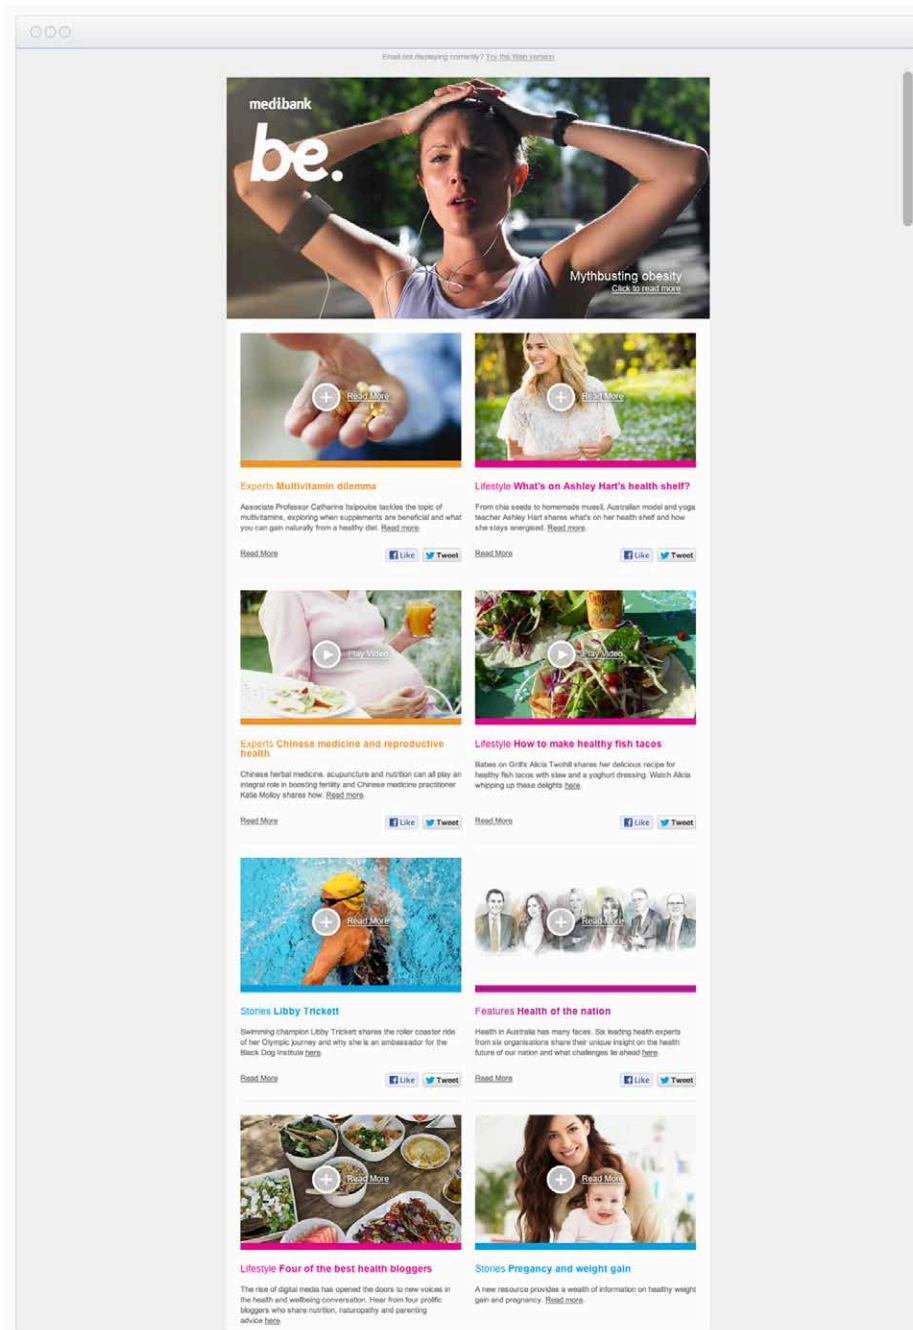 Email not displaying correctly? Try the Web version
medibank
be.
Mythbusting obesity
Click to read more
Read More
Read More
Experts Multivitamin dilemma
Associate Professor Catherine Itsiopoulos tackles the topic of
multivitamins, exploring when supplements are beneficial and what
you can gain naturally from a healthy diet. Read more.
Read More
Like
Tweet
Lifestyle What's on Ashley Hart's health shelf?
From chia seeds to homemade muesli, Australian model and yoga
teacher Ashley Hart shares what's on her health shelf and how
she stays energised. Read more.
Read More
Like
Tweet
Play Video
Play Video
Experts Chinese medicine and reproductive
health
Chinese herbal medicine, acupuncture and nutrition can all play an
integral role in boosting fertility and Chinese medicine practitioner
Katie Molloy shares how. Read more.
Read More
Like
Tweet
Lifestyle How to make healthy fish tacos
Babes on Grill's Alicia Twohill shares her delicious recipe for
healthy fish tacos with slaw and a yoghurt dressing. Watch Alicia
whipping up these delights here.
Read More
Like
Tweet
Read More
Read More
Stories Libby Trickett
Swimming champion Libby Trickett shares the roller coaster ride
of her Olympic journey and why she is an ambassador for the
Black Dog Institute here.
Read More
Like
Tweet
Features Health of the nation
Health in Australia has many faces. Six leading health experts
from six organisations share their unique insight on the health
future of our nation and what challenges lie ahead here.
Read More
Like
Tweet
Read More
Read More
Lifestyle Four of the best health bloggers
The rise of digital media has opened the doors to new voices in
the health and wellbeing conversation. Hear from four prolific
bloggers who share nutrition, naturopathy and parenting
advice here.
Stories Pregancy and weight gain
A new resource provides a wealth of information on healthy weight
gain and pregnancy. Read more.